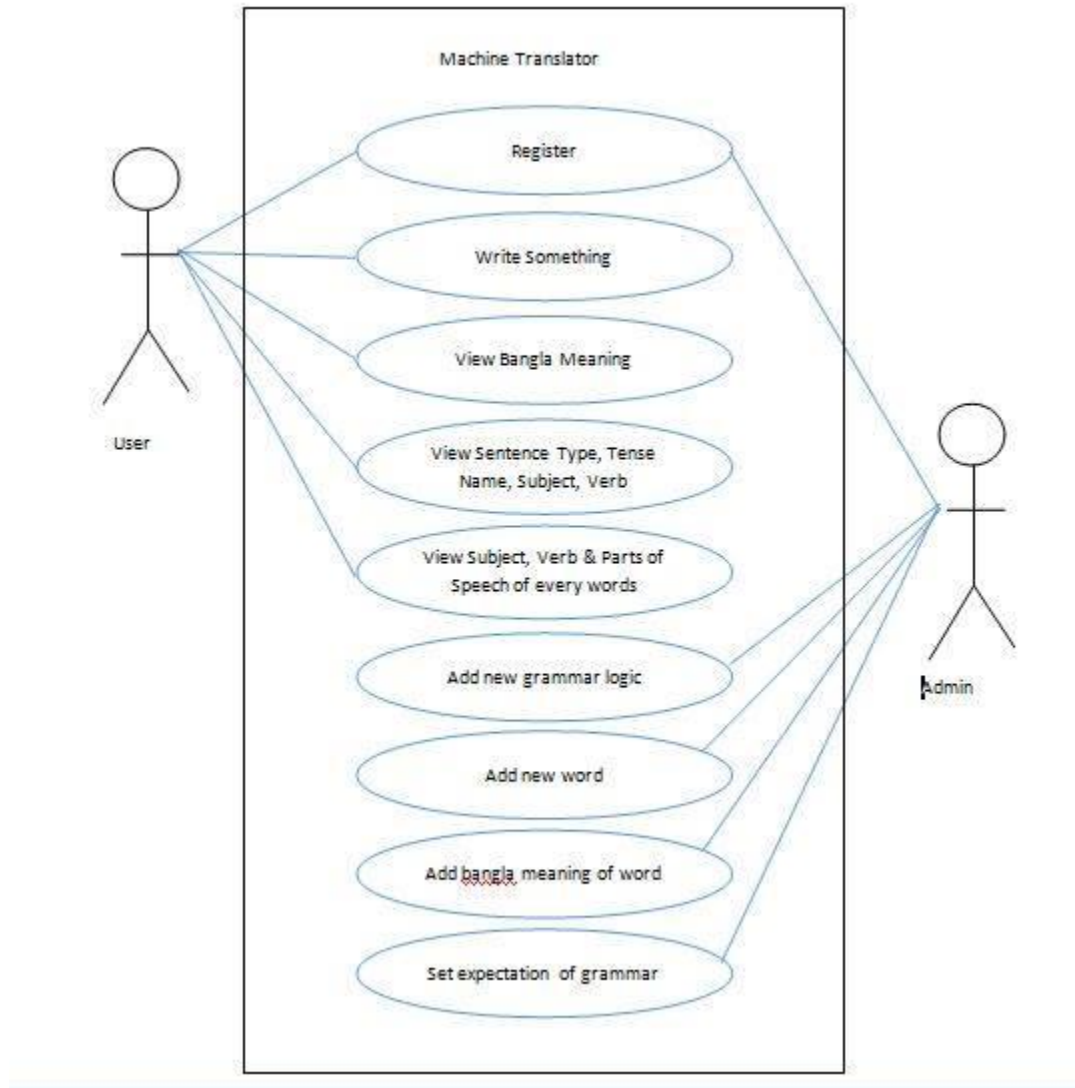 Machine Translator
Register
Write Something
View Bangla Meaning
View Sentence Type, Tense
Name, Subject, Verb
View Subject, Verb & Parts of
Speech of every words
Add new grammar logic
Add new word
Add bangla meaning of word
Set expectation of grammar
User
Admin